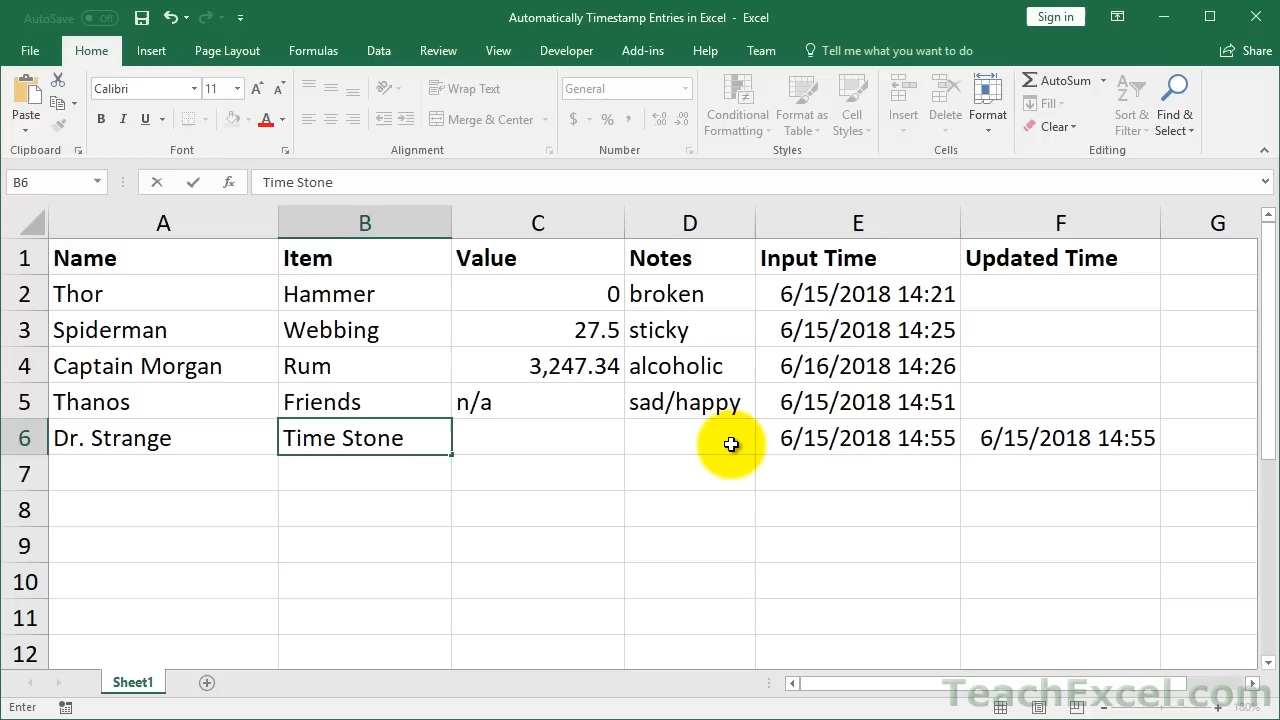 AutoSave Off
Automatically Timestamp Entries in Excel - Excel
Sign in
File Home Insert Page Layout Formulas Data Review View Developer Add-ins Help Team Tell me what you want to do Share
Paste
Clipboard
Calibri 11
B I U A
Font
Wrap Text
Merge & Center
Alignment
General
$ % ,
Number
Conditional Formatting
Format as Table
Cell Styles
Styles
Insert Delete Format
Cells
AutoSum
Fill
Clear
Sort & Filter
Find & Select
Editing
B6 fx Time Stone
A B C D E F G
1 Name Item Value Notes Input Time Updated Time
2 Thor Hammer 0 broken 6/15/2018 14:21
3 Spiderman Webbing 27.5 sticky 6/15/2018 14:25
4 Captain Morgan Rum 3,247.34 alcoholic 6/16/2018 14:26
5 Thanos Friends n/a sad/happy 6/15/2018 14:51
6 Dr. Strange Time Stone 6/15/2018 14:55 6/15/2018 14:55
7
8
9
10
11
12
Sheet1
TeachExcel.com
Enter
180%